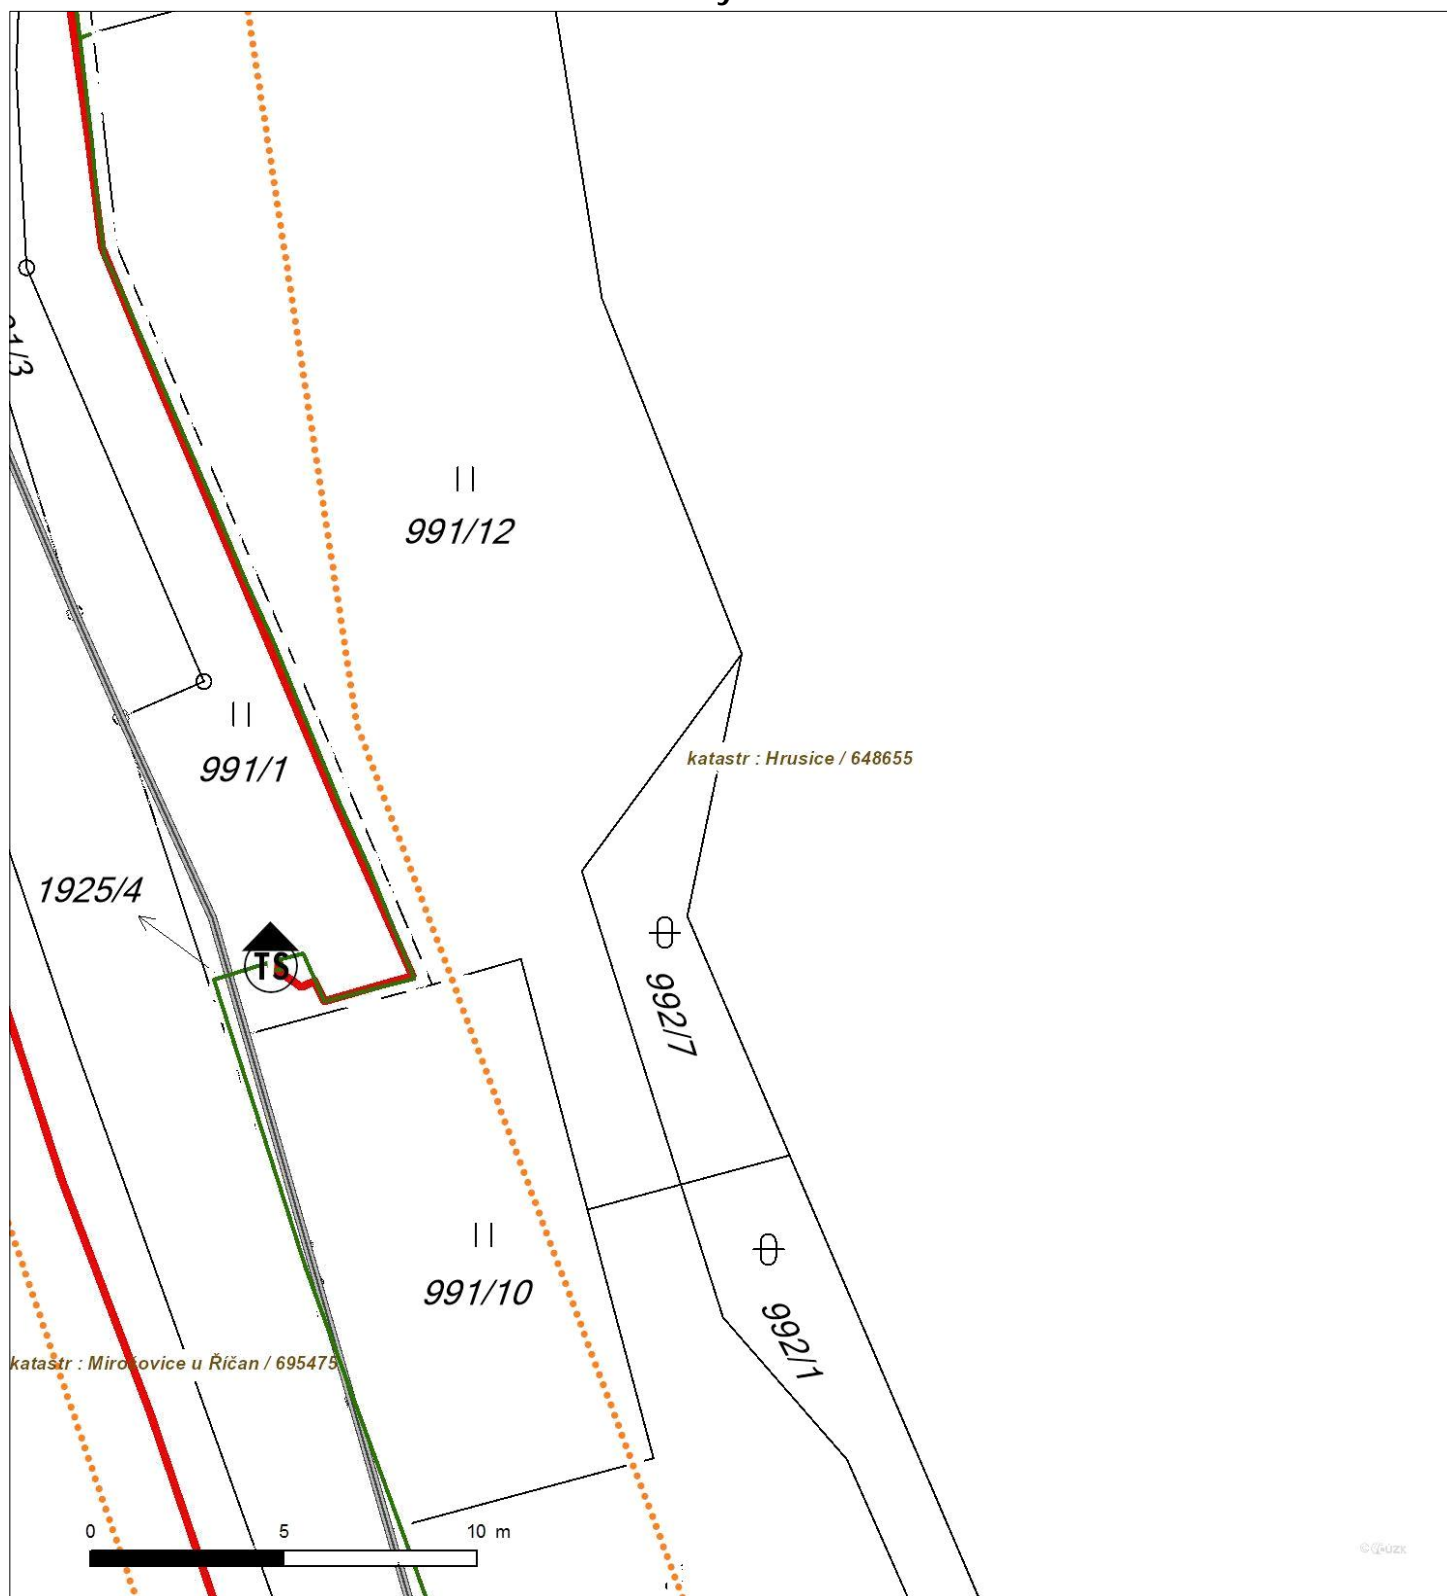 991/12
katastr : Hrusice / 648655
991/1
1925/4
TS
992/7
991/10
992/1
katastr : Mirošovice u Říčan / 695475
0 5 10 m
© ČÚZK